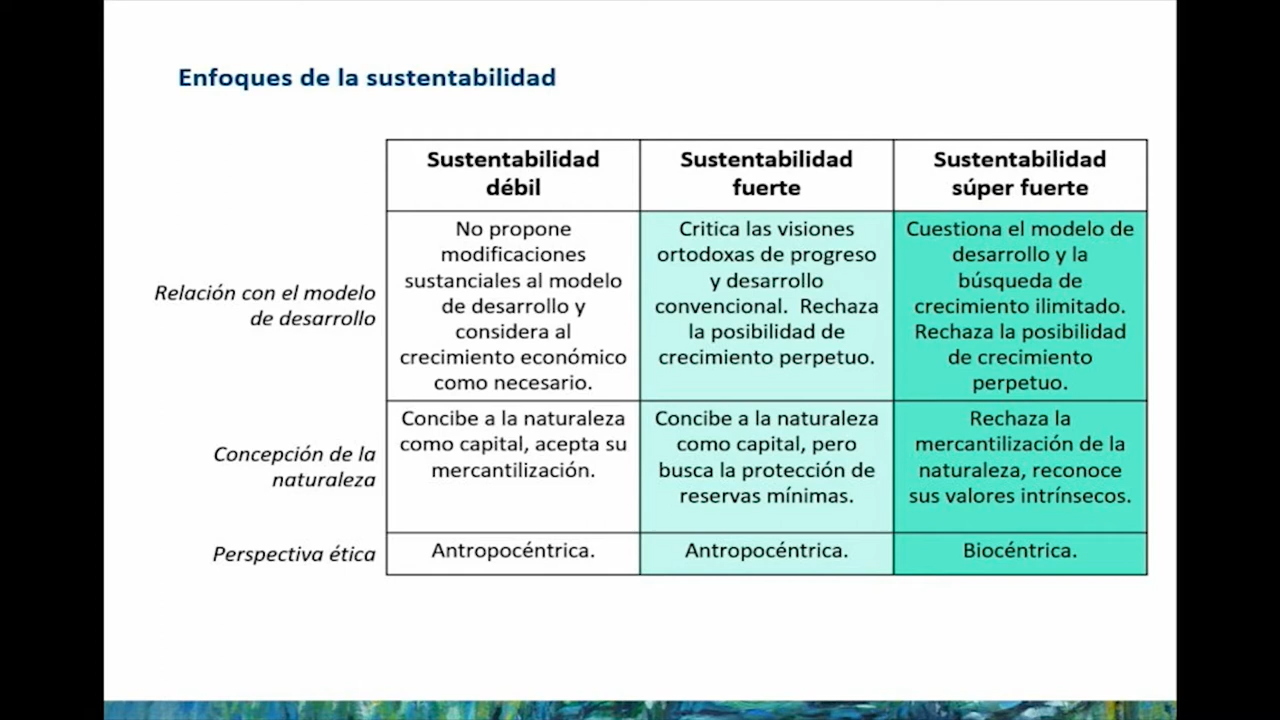 Enfoques de la sustentabilidad
Sustentabilidad
débil
Sustentabilidad
fuerte
Sustentabilidad
súper fuerte
Relación con el modelo
de desarrollo
No propone
modificaciones
sustanciales al modelo
de desarrollo y
considera al
crecimiento económico
como necesario.
Critica las visiones
ortodoxas de progreso
y desarrollo
convencional. Rechaza
la posibilidad de
crecimiento perpetuo.
Cuestiona el modelo de
desarrollo y la
búsqueda de
crecimiento ilimitado.
Rechaza la posibilidad
de crecimiento
perpetuo.
Concepción de la
naturaleza
Concibe a la naturaleza
como capital, acepta su
mercantilización.
Concibe a la naturaleza
como capital, pero
busca la protección de
reservas mínimas.
Rechaza la
mercantilización de la
naturaleza, reconoce
sus valores intrínsecos.
Perspectiva ética
Antropocéntrica.
Antropocéntrica.
Biocéntrica.